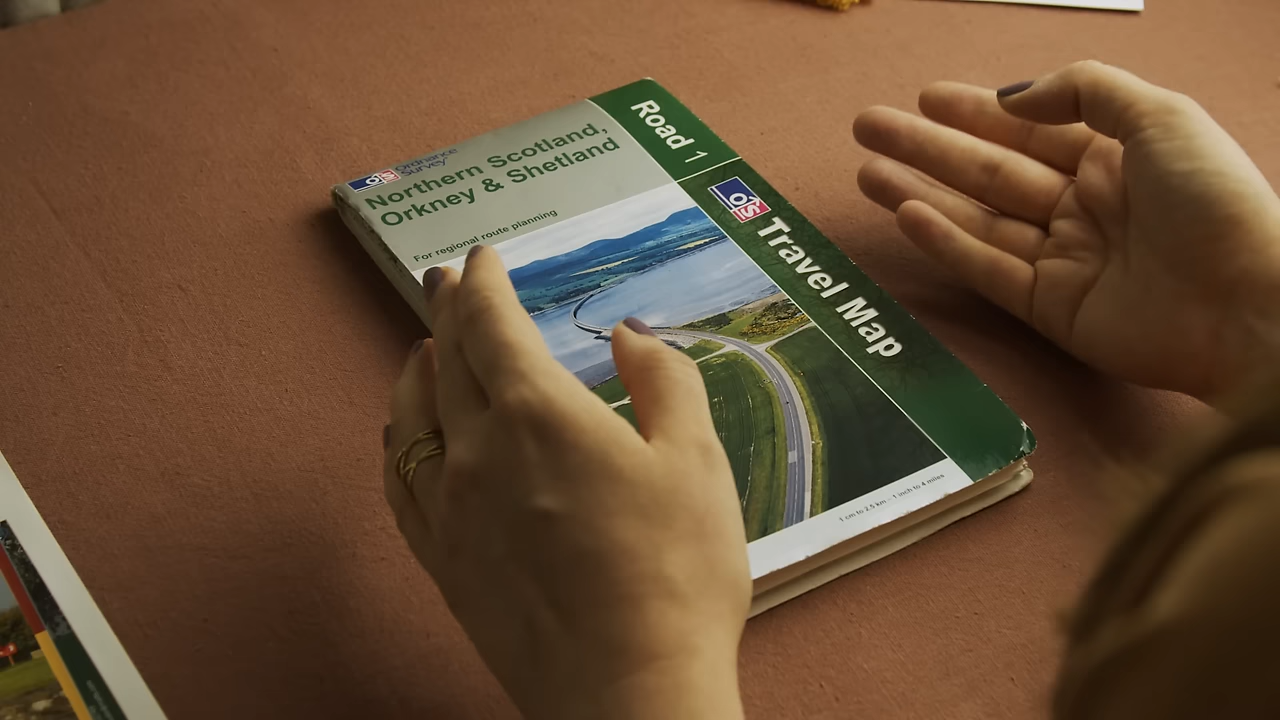 Ordnance
Survey
OS
Northern Scotland,
Orkney & Shetland
For regional route planning
Road 1
OS
Travel Map
1 cm to 2.5 km - 1 inch to 4 miles